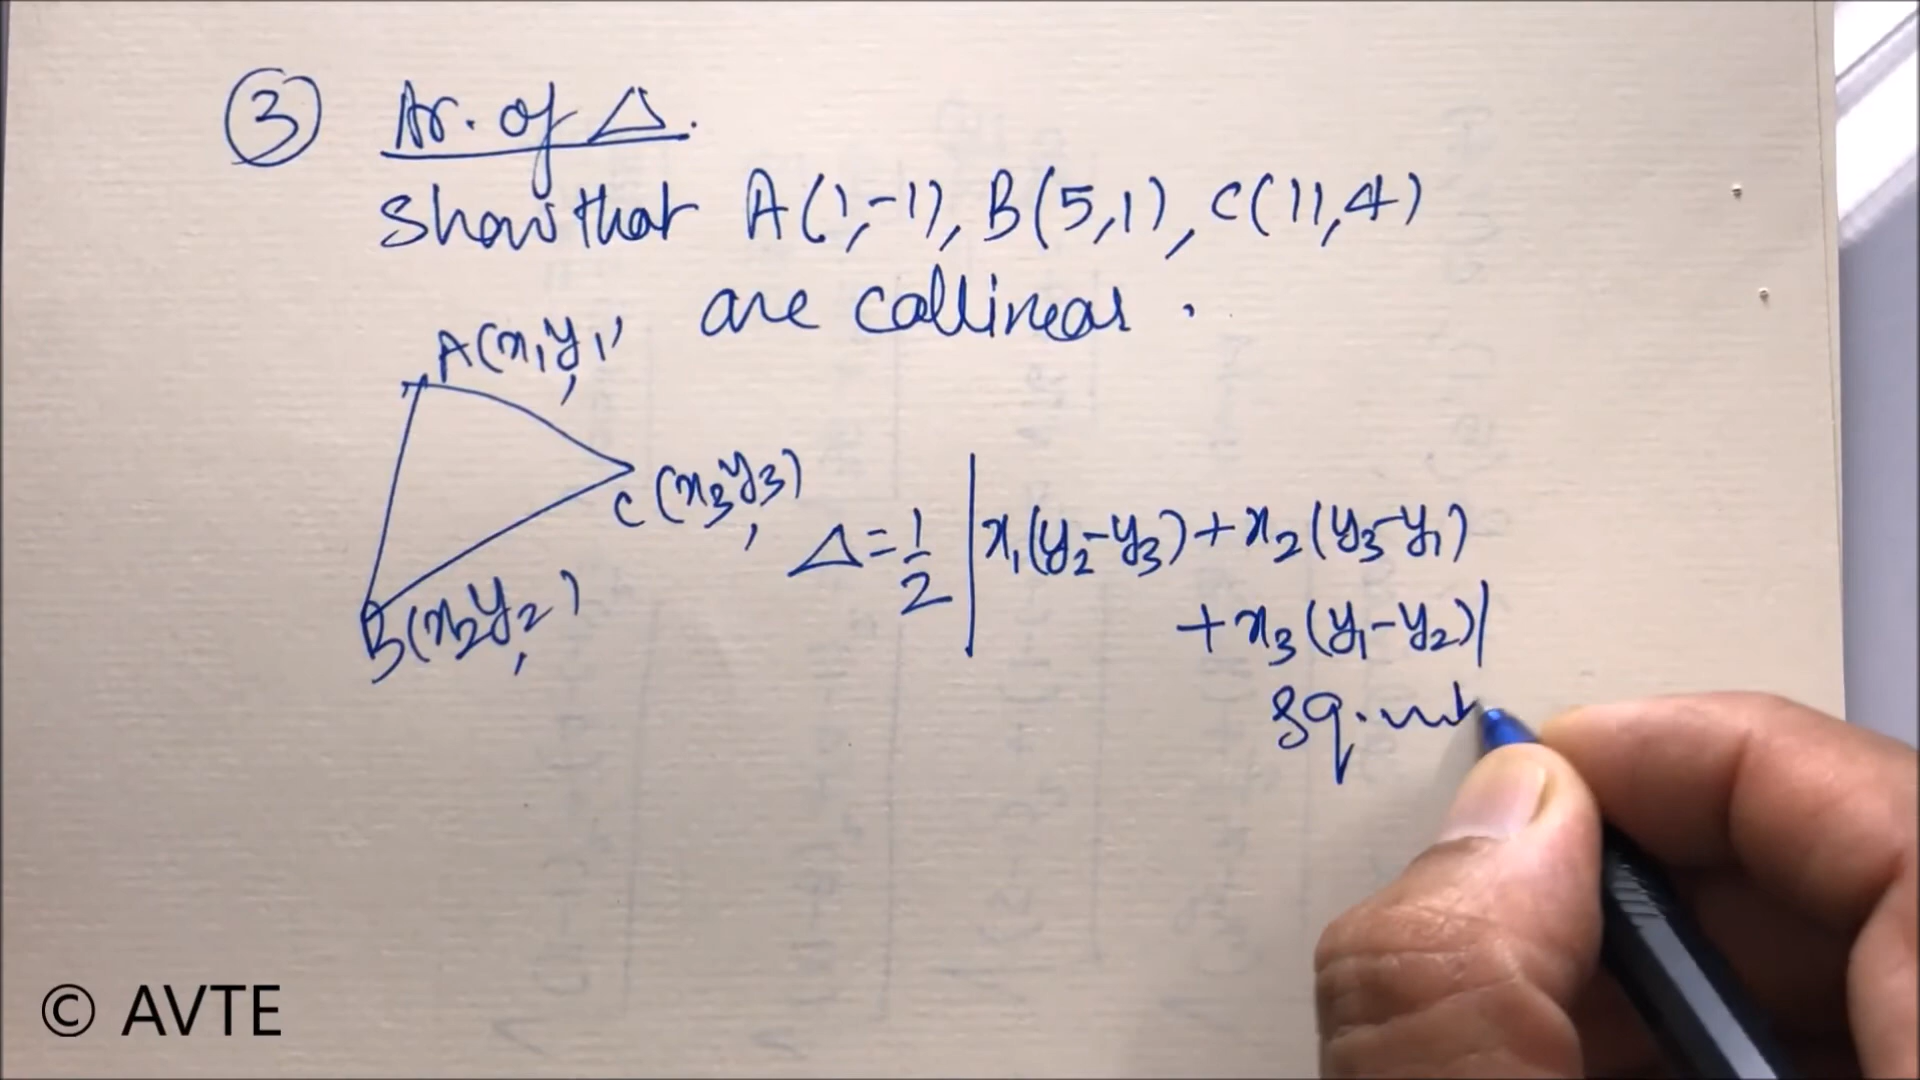 ③ Ar. of △.
Show that A(1,-1), B(5,1), C(11,4)
are collinear.
A(x₁,y₁)
C(x₃,y₃)
△=1/2 |x₁(y₂-y₃)+x₂(y₃-y₁)
+x₃(y₁-y₂)|
B(x₂,y₂)
sq.unit
© AVTE